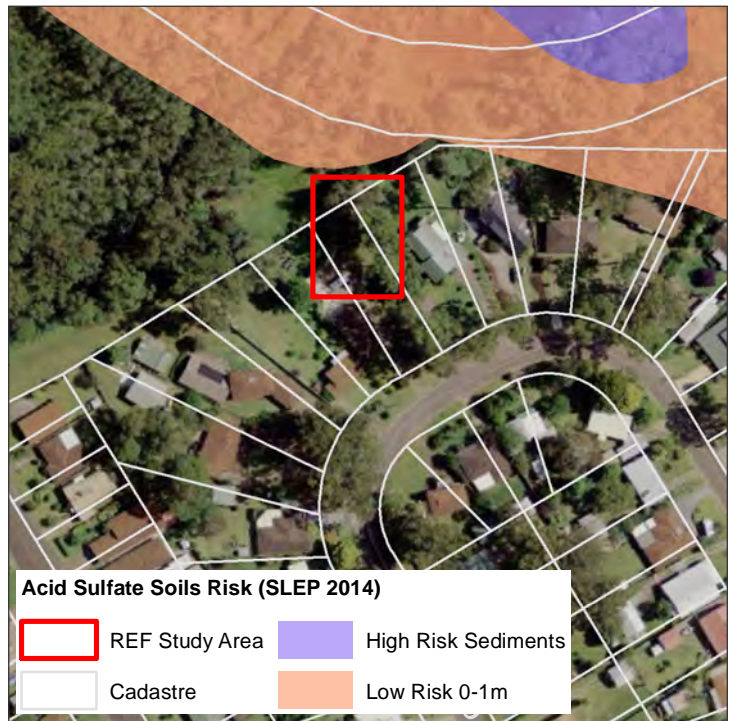 Acid Sulfate Soils Risk (SLEP 2014)
REF Study Area
High Risk Sediments
Cadastre
Low Risk 0-1m